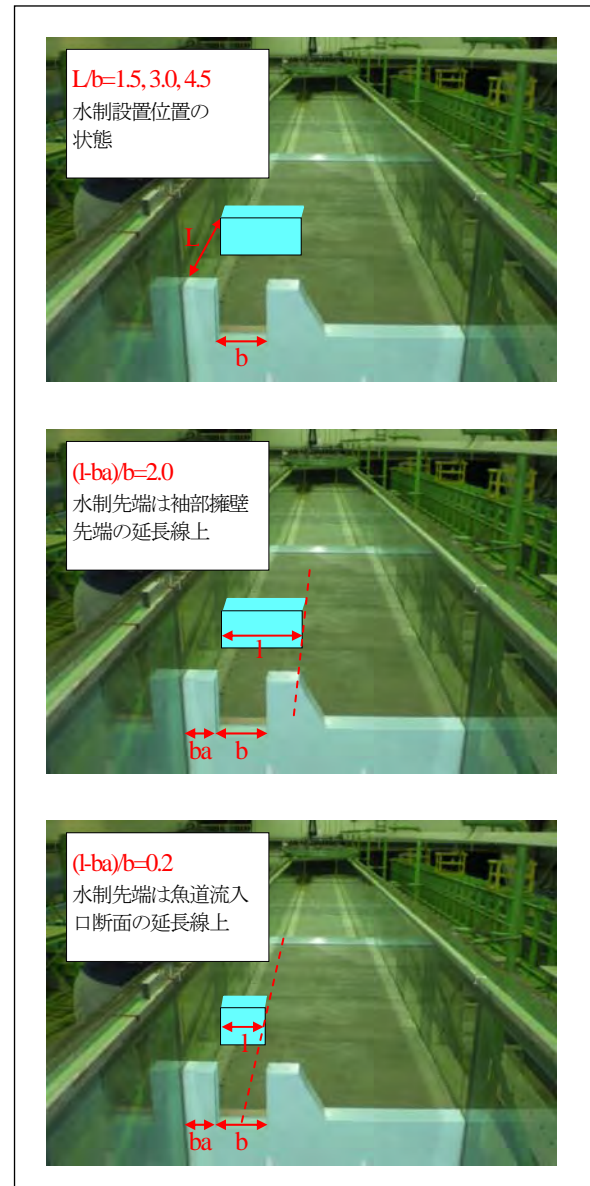 L/b=1.5, 3.0, 4.5
水制設置位置の
状態
L
b
(l-ba)/b=2.0
水制先端は袖部擁壁
先端の延長線上
l
ba
b
(l-ba)/b=0.2
水制先端は魚道流入
口断面の延長線上
l
ba
b